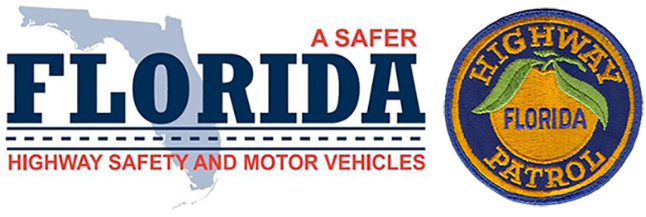 A SAFER
FLORIDA
HIGHWAY SAFETY AND MOTOR VEHICLES
HIGHWAY
FLORIDA
PATROL